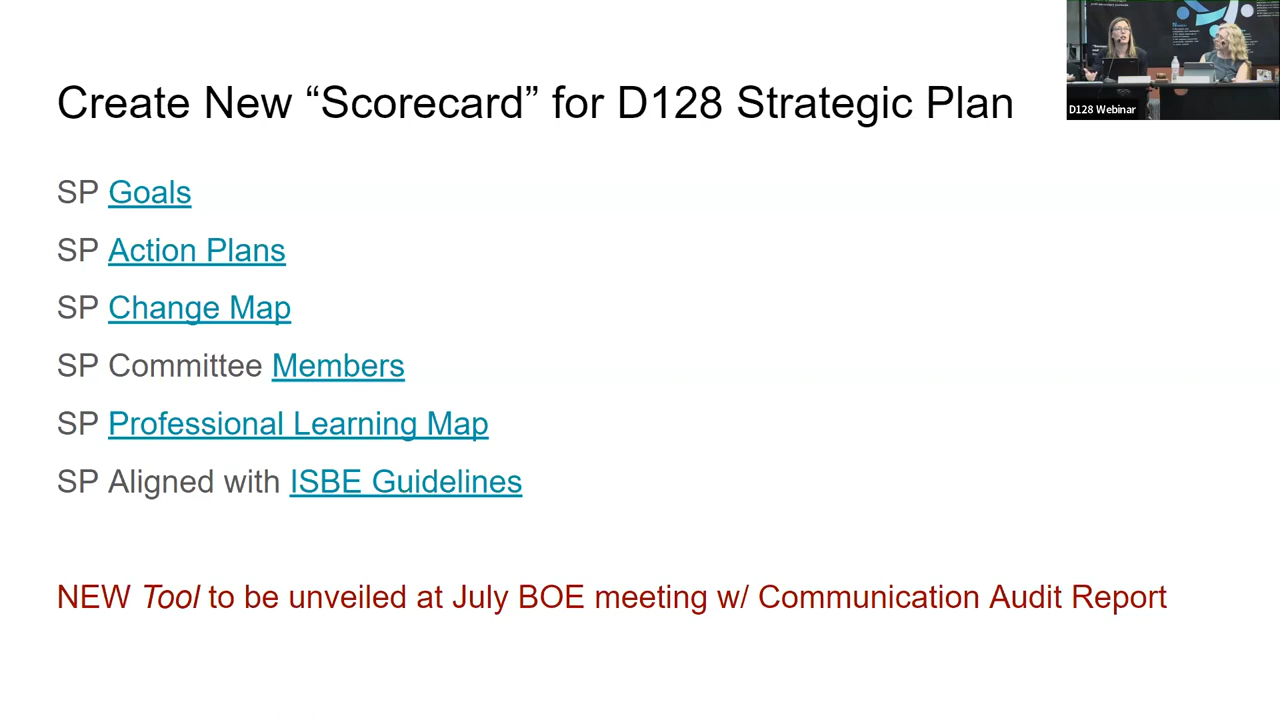 Create New “Scorecard” for D128 Strategic Plan
D128 Webinar
SP Goals
SP Action Plans
SP Change Map
SP Committee Members
SP Professional Learning Map
SP Aligned with ISBE Guidelines
NEW Tool to be unveiled at July BOE meeting w/ Communication Audit Report